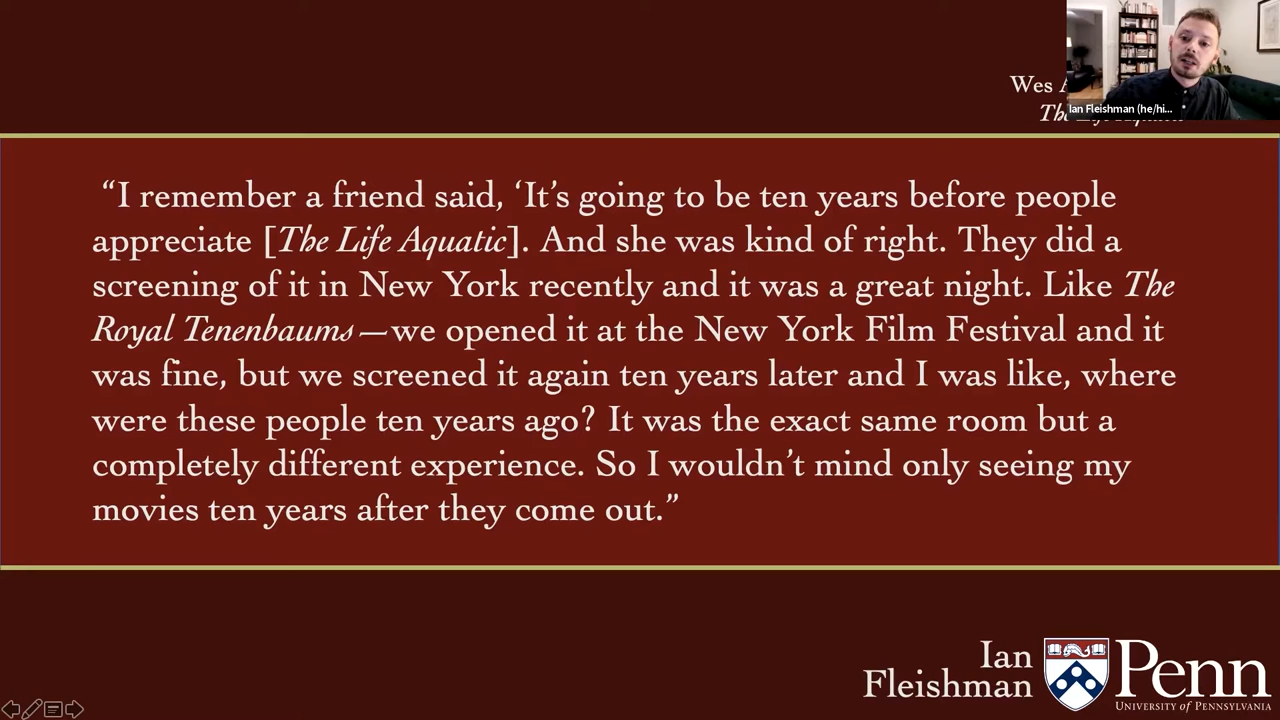 Wes
Ian Fleishman (he/hi...
“I remember a friend said, ‘It’s going to be ten years before people
appreciate [The Life Aquatic]. And she was kind of right. They did a
screening of it in New York recently and it was a great night. Like The
Royal Tenenbaums—we opened it at the New York Film Festival and it
was fine, but we screened it again ten years later and I was like, where
were these people ten years ago? It was the exact same room but a
completely different experience. So I wouldn’t mind only seeing my
movies ten years after they come out.”
Ian
Fleishman
Penn
University of Pennsylvania